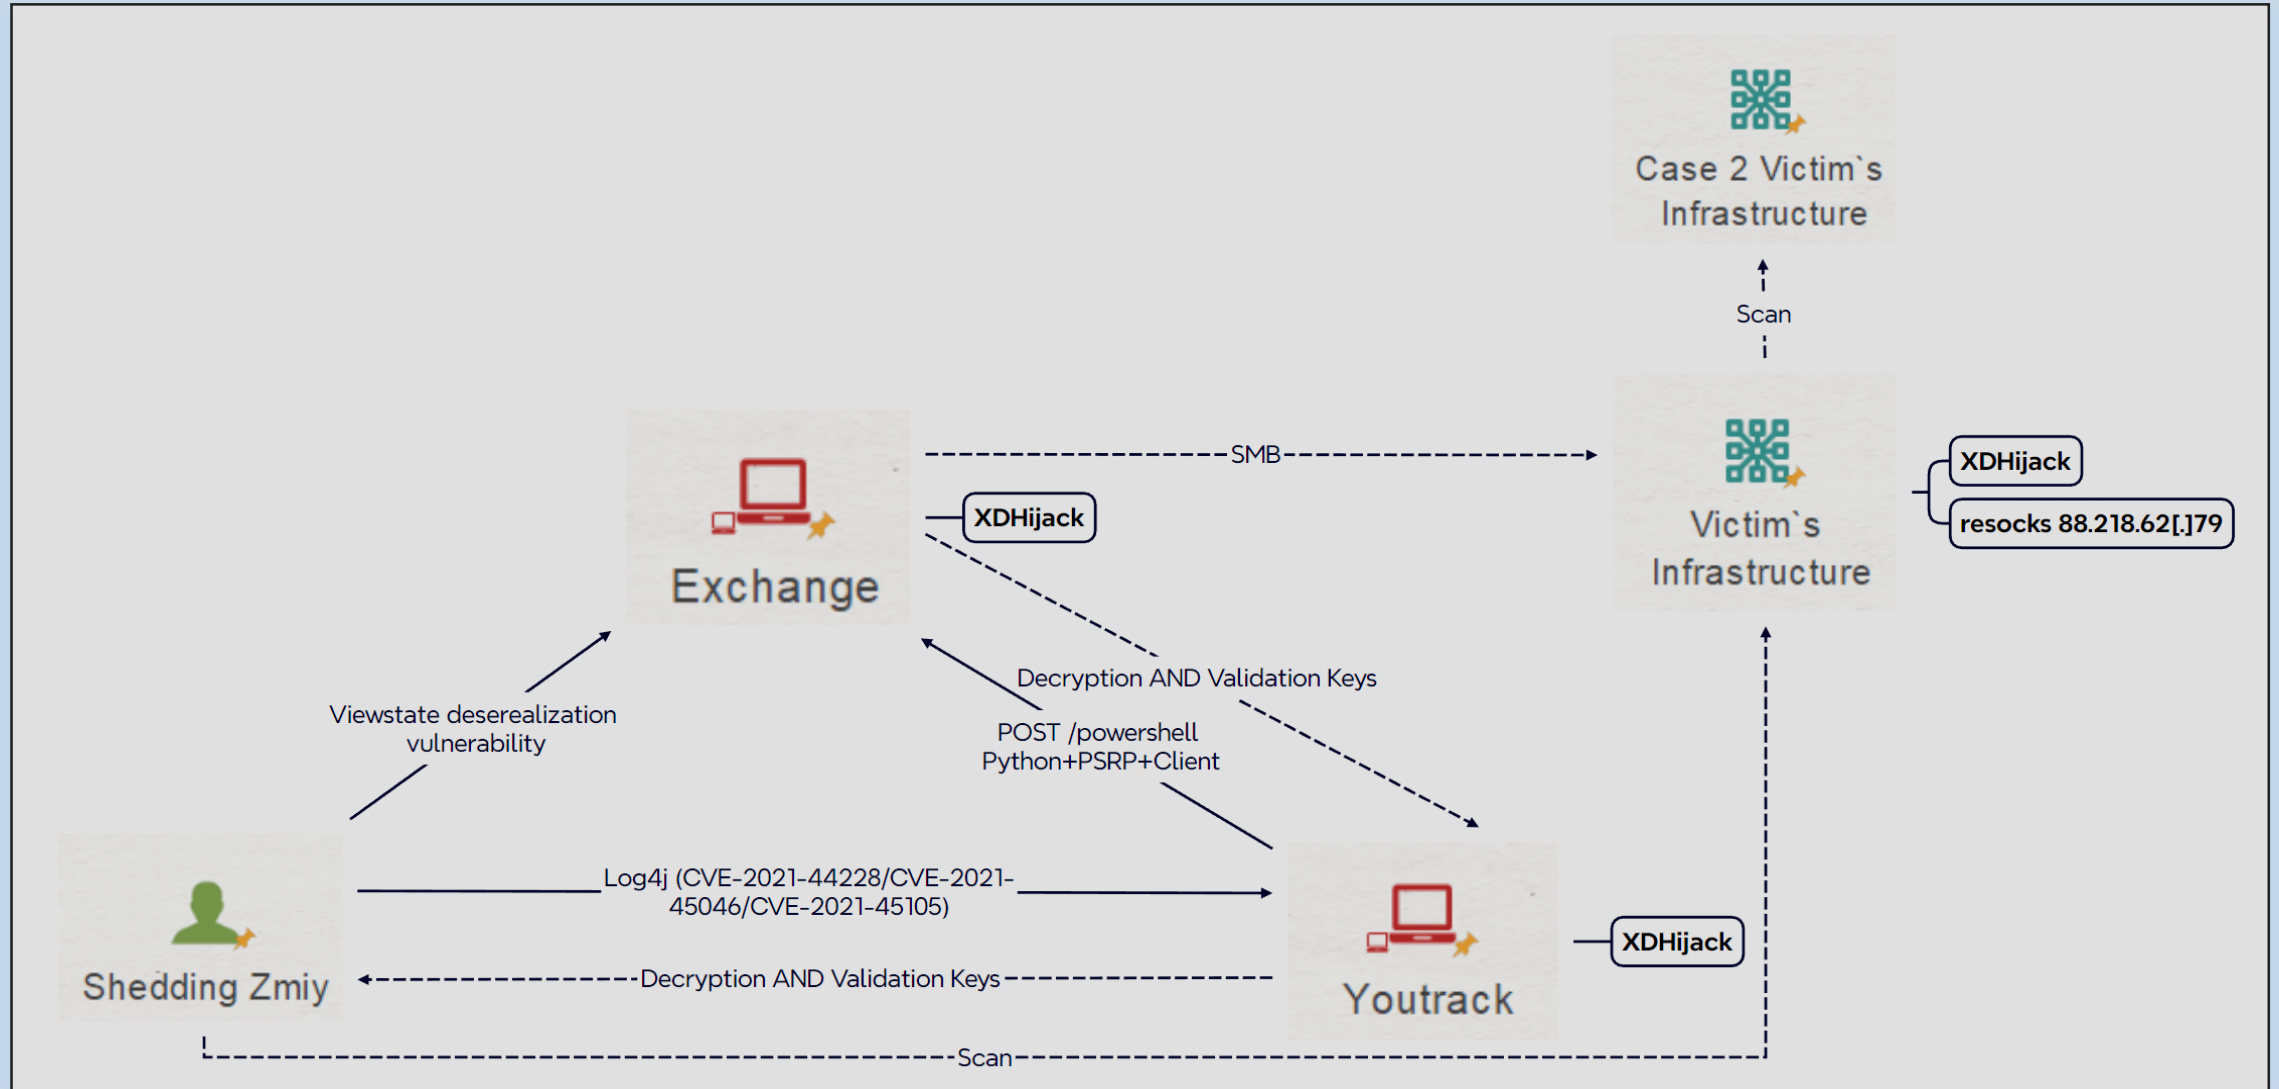 Case 2 Victim`s
Infrastructure
Scan
SMB
XDHijack
Exchange
Victim`s
Infrastructure
XDHijack
resocks 88.218.62[.]79
Decryption AND Validation Keys
Viewstate deserealization
vulnerability
POST /powershell
Python+PSRP+Client
Log4j (CVE-2021-44228/CVE-2021-
45046/CVE-2021-45105)
XDHijack
Shedding Zmiy
Decryption AND Validation Keys
Youtrack
Scan